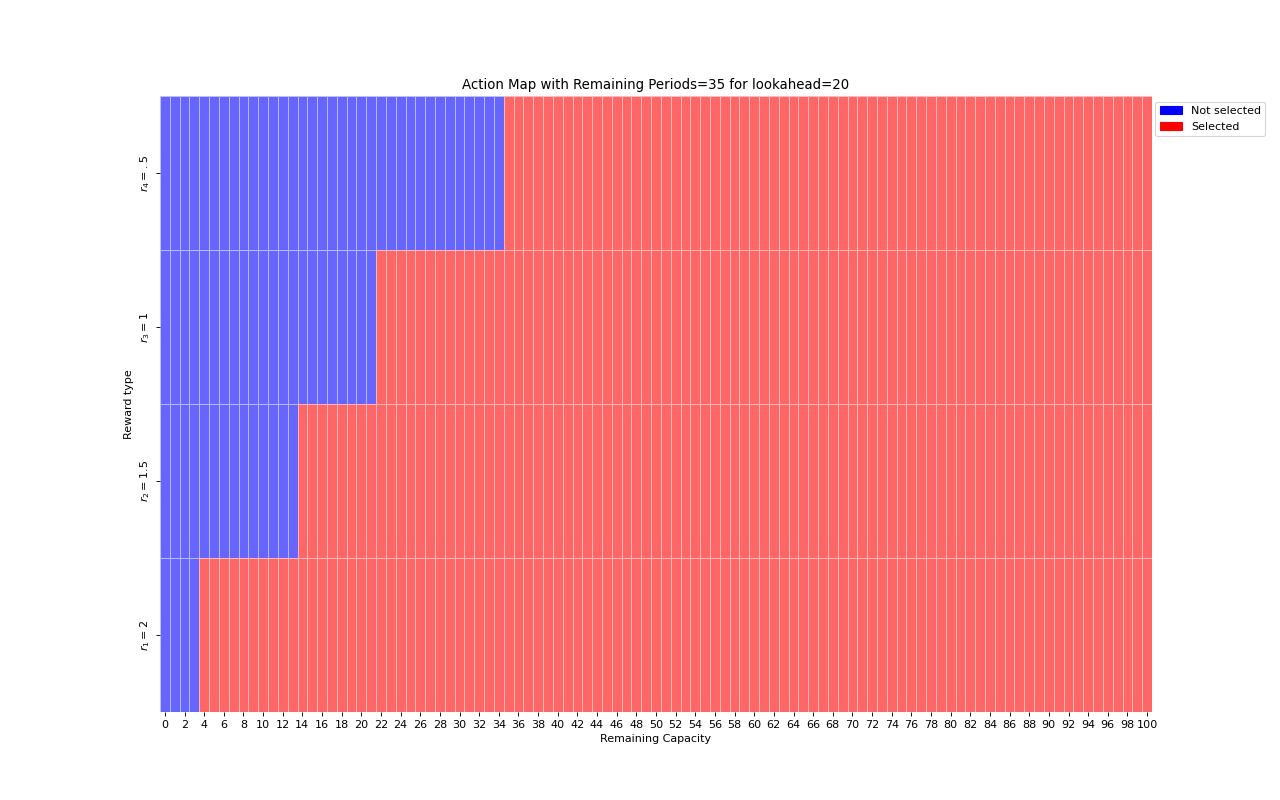 Action Map with Remaining Periods=35 for lookahead=20
Not selected
Selected
r₄ = .5
r₃ = 1
r₂ = 1.5
r₁ = 2
Reward type
0 2 4 6 8 10 12 14 16 18 20 22 24 26 28 30 32 34 36 38 40 42 44 46 48 50 52 54 56 58 60 62 64 66 68 70 72 74 76 78 80 82 84 86 88 90 92 94 96 98 100
Remaining Capacity